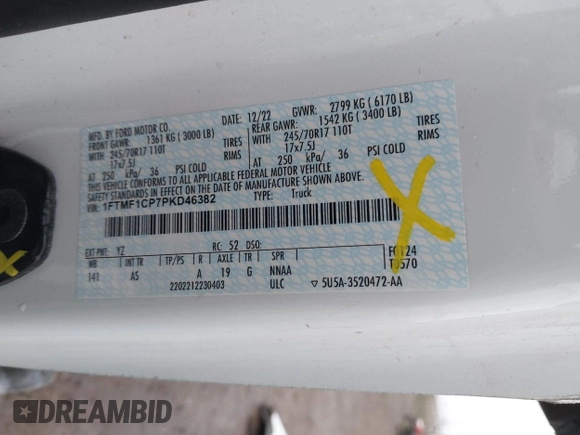 MFD. BY FORD MOTOR CO.
DATE: 12/22 GVWR: 2799 KG ( 6170 LB)
FRONT GAWR: 1361 KG ( 3000 LB) REAR GAWR: 1542 KG ( 3400 LB)
WITH 245/70R17 110T TIRES WITH 245/70R17 110T TIRES
17x7.5J RIMS 17x7.5J RIMS
AT 250 kPa/ 36 PSI COLD AT 250 kPa/ 36 PSI COLD
THIS VEHICLE CONFORMS TO ALL APPLICABLE FEDERAL MOTOR VEHICLE
SAFETY STANDARDS IN EFFECT ON THE DATE OF MANUFACTURE SHOWN ABOVE.
1FTMF1CP7PKD46382 TYPE: Truck
EXT PNT: YZ RC: 52 DSO:
WB INT TR TP/PS R AXLE TR SPR
141 AS A 19 G NNAA
2202212230403 ULC 5U5A-3520472-AA
X
X
DREAMBID